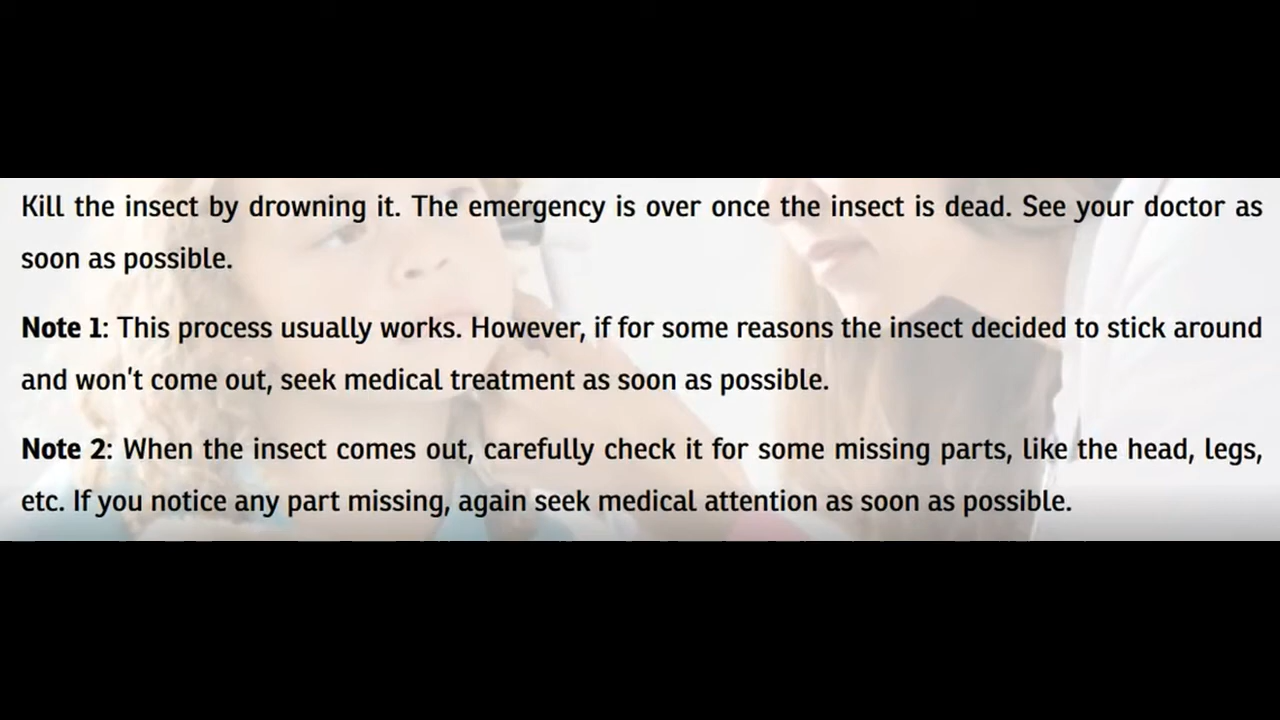 Kill the insect by drowning it. The emergency is over once the insect is dead. See your doctor as
soon as possible.
Note 1: This process usually works. However, if for some reasons the insect decided to stick around
and won't come out, seek medical treatment as soon as possible.
Note 2: When the insect comes out, carefully check it for some missing parts, like the head, legs,
etc. If you notice any part missing, again seek medical attention as soon as possible.